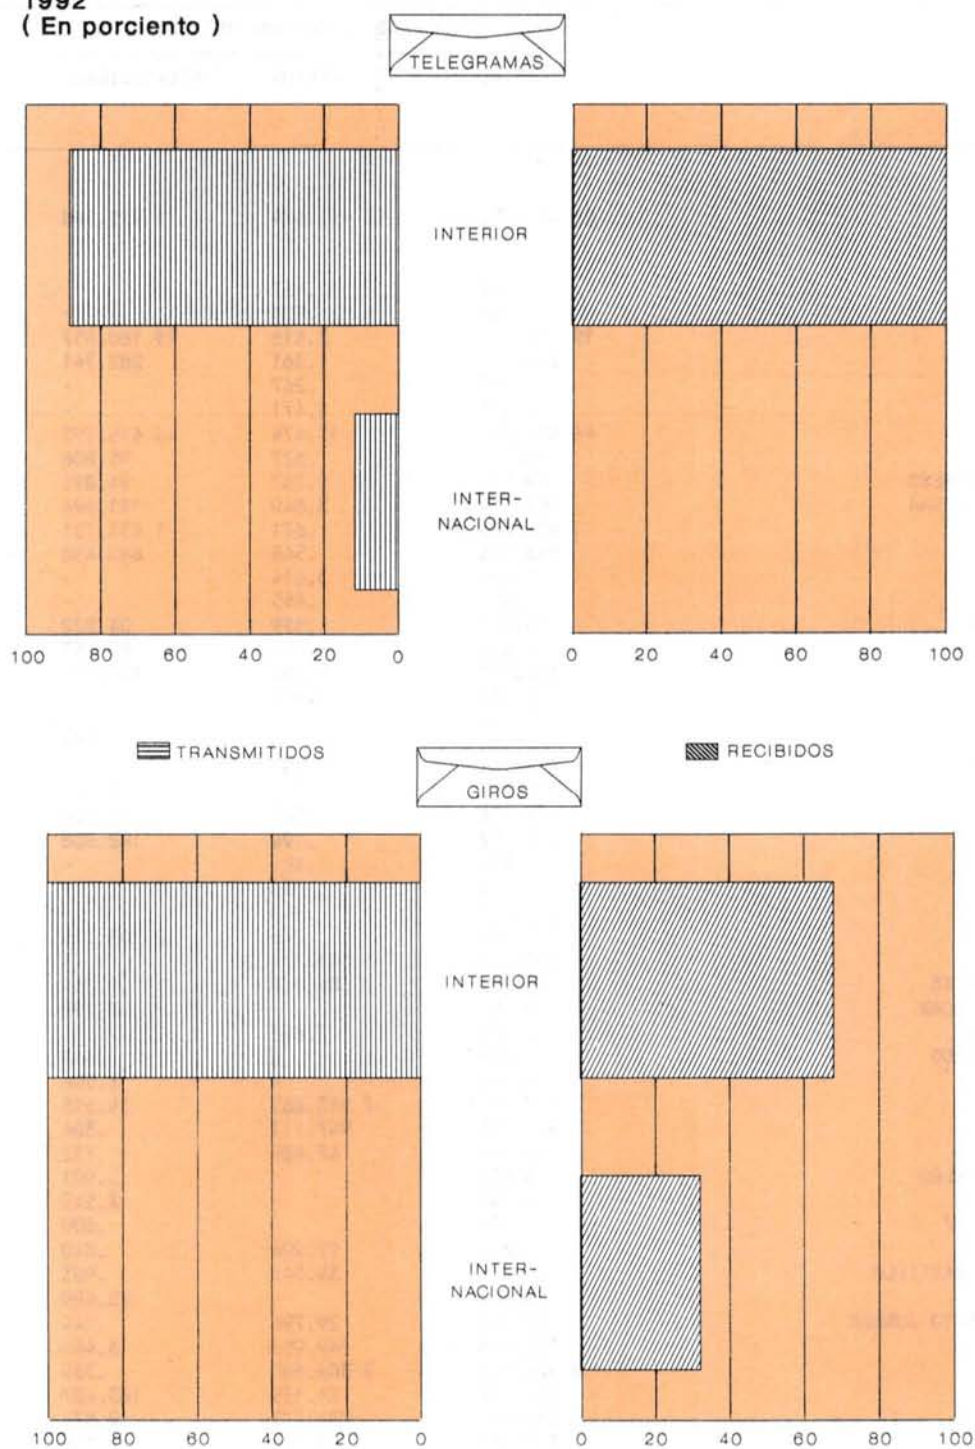 1992
( En porciento )
TELEGRAMAS
INTERIOR
INTER-
NACIONAL
100 80 60 40 20 0
0 20 40 60 80 100
TRANSMITIDOS
RECIBIDOS
GIROS
INTERIOR
INTER-
NACIONAL
100 80 60 40 20 0
0 20 40 60 80 100